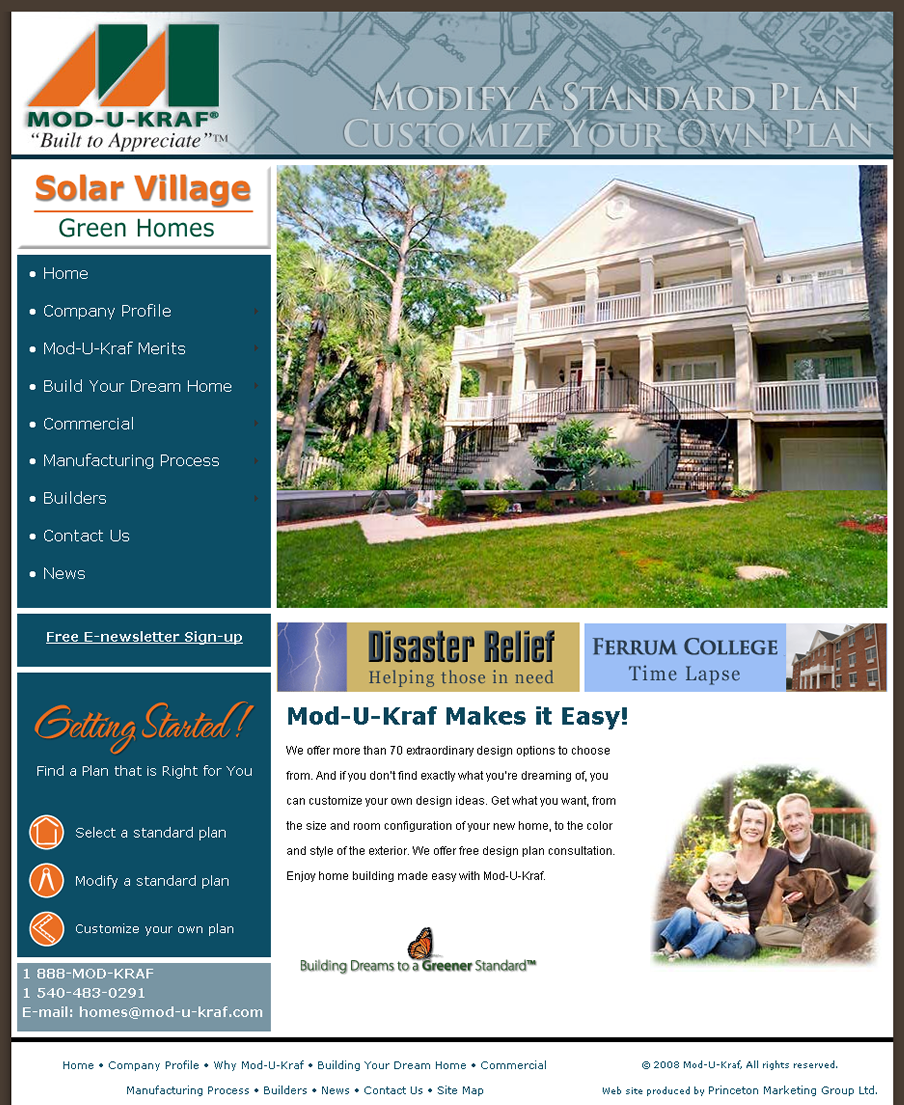 MOD-U-KRAF®
“Built to Appreciate”™
Modify a Standard Plan
Customize Your Own Plan
Solar Village
Green Homes
Home
Company Profile
Mod-U-Kraf Merits
Build Your Dream Home
Commercial
Manufacturing Process
Builders
Contact Us
News
Free E-newsletter Sign-up
Getting Started!
Find a Plan that is Right for You
Select a standard plan
Modify a standard plan
Customize your own plan
1 888-MOD-KRAF
1 540-483-0291
E-mail: homes@mod-u-kraf.com
Disaster Relief
Helping those in need
Ferrum College
Time Lapse
Mod-U-Kraf Makes it Easy!
We offer more than 70 extraordinary design options to choose
from. And if you don't find exactly what you're dreaming of, you
can customize your own design ideas. Get what you want, from
the size and room configuration of your new home, to the color
and style of the exterior. We offer free design plan consultation.
Enjoy home building made easy with Mod-U-Kraf.
Building Dreams to a Greener Standard™
Home • Company Profile • Why Mod-U-Kraf • Building Your Dream Home • Commercial
Manufacturing Process • Builders • News • Contact Us • Site Map
© 2008 Mod-U-Kraf, All rights reserved.
Web site produced by Princeton Marketing Group Ltd.